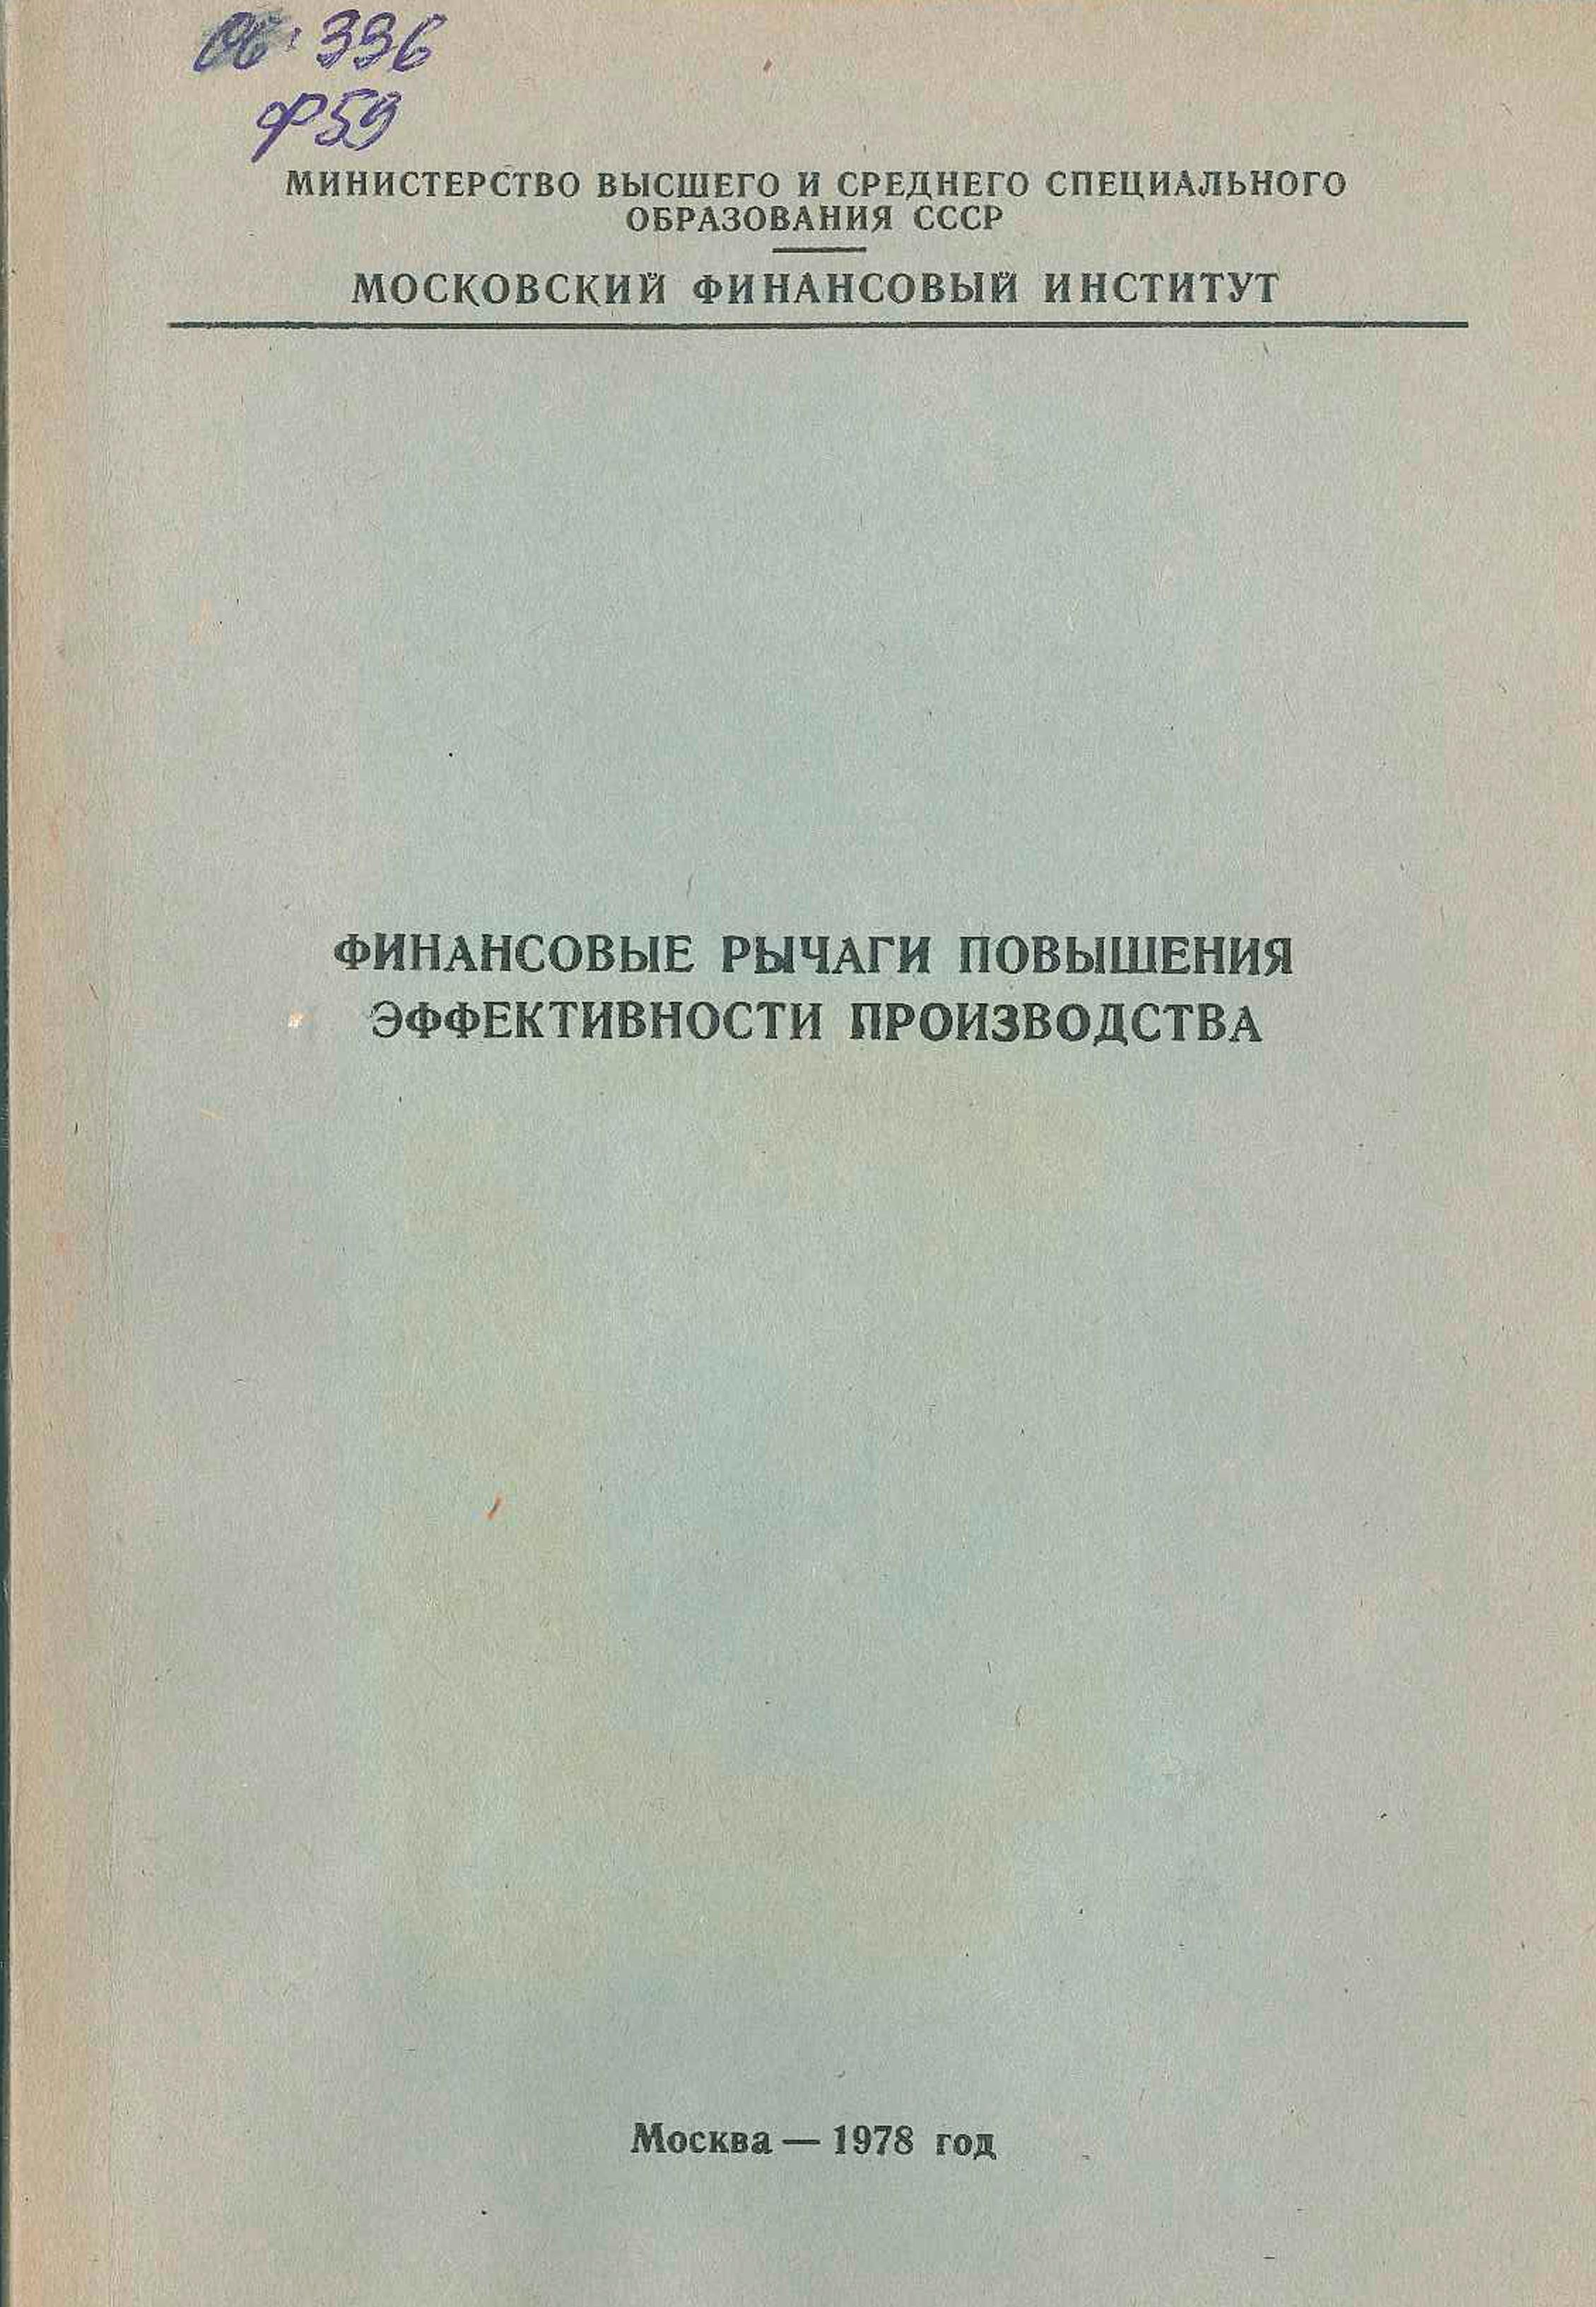 336
Ф59
МИНИСТЕРСТВО ВЫСШЕГО И СРЕДНЕГО СПЕЦИАЛЬНОГО
ОБРАЗОВАНИЯ СССР
МОСКОВСКИЙ ФИНАНСОВЫЙ ИНСТИТУТ
ФИНАНСОВЫЕ РЫЧАГИ ПОВЫШЕНИЯ
ЭФФЕКТИВНОСТИ ПРОИЗВОДСТВА
Москва — 1978 год